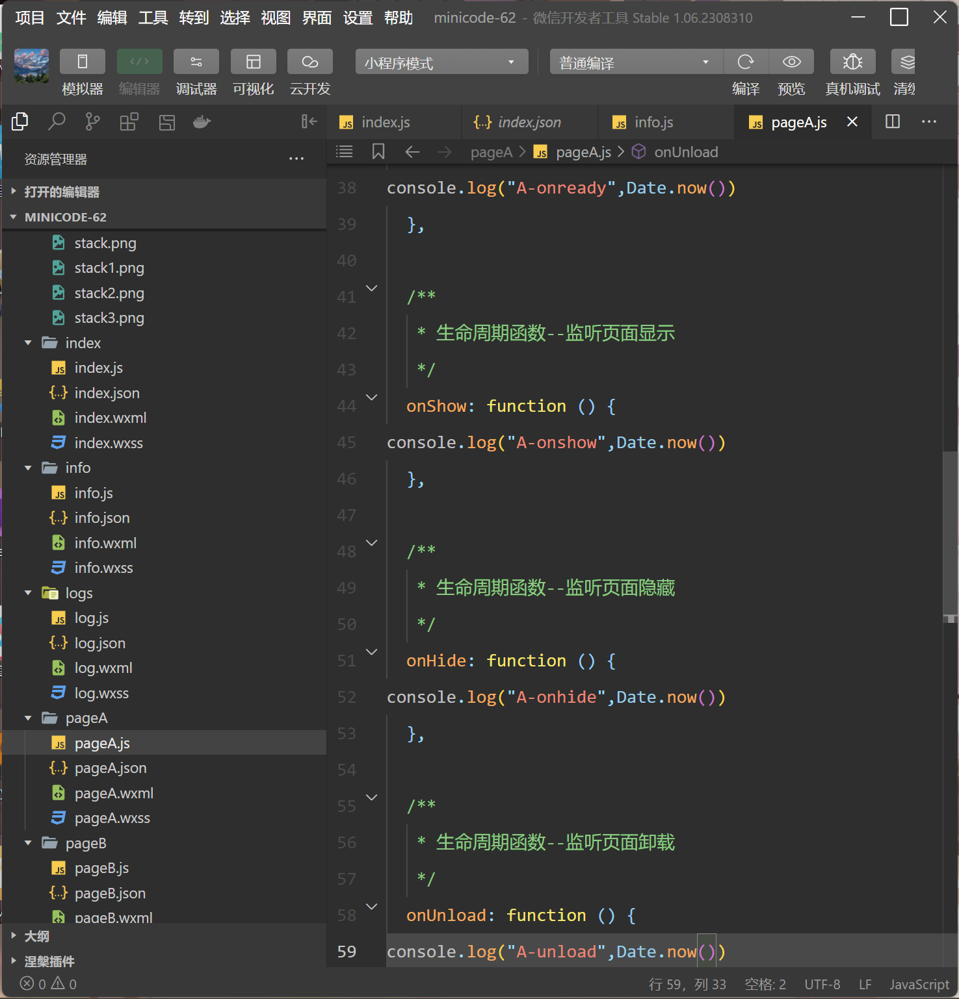 项目 文件 编辑 工具 转到 选择 视图 界面 设置 帮助 minicode-62 - 微信开发者工具 Stable 1.06.2308310
小程序模式 普通编译
模拟器 编辑器 调试器 可视化 云开发 编译 预览 真机调试 清缓
index.js index.json info.js pageA.js
资源管理器
pageA > pageA.js > onUnload
打开的编辑器
MINICODE-62
stack.png
stack1.png
stack2.png
stack3.png
index
index.js
index.json
index.wxml
index.wxss
info
info.js
info.json
info.wxml
info.wxss
logs
log.js
log.json
log.wxml
log.wxss
pageA
pageA.js
pageA.json
pageA.wxml
pageA.wxss
pageB
pageB.js
pageB.json
pageB.wxml
大纲
涅槃插件
38 console.log("A-onready",Date.now())
39 },
40
41 /**
42 * 生命周期函数--监听页面显示
43 */
44 onShow: function () {
45 console.log("A-onshow",Date.now())
46 },
47
48 /**
49 * 生命周期函数--监听页面隐藏
50 */
51 onHide: function () {
52 console.log("A-onhide",Date.now())
53 },
54
55 /**
56 * 生命周期函数--监听页面卸载
57 */
58 onUnload: function () {
59 console.log("A-unload",Date.now())
0 0 行 59，列 33 空格: 2 UTF-8 LF JavaScript